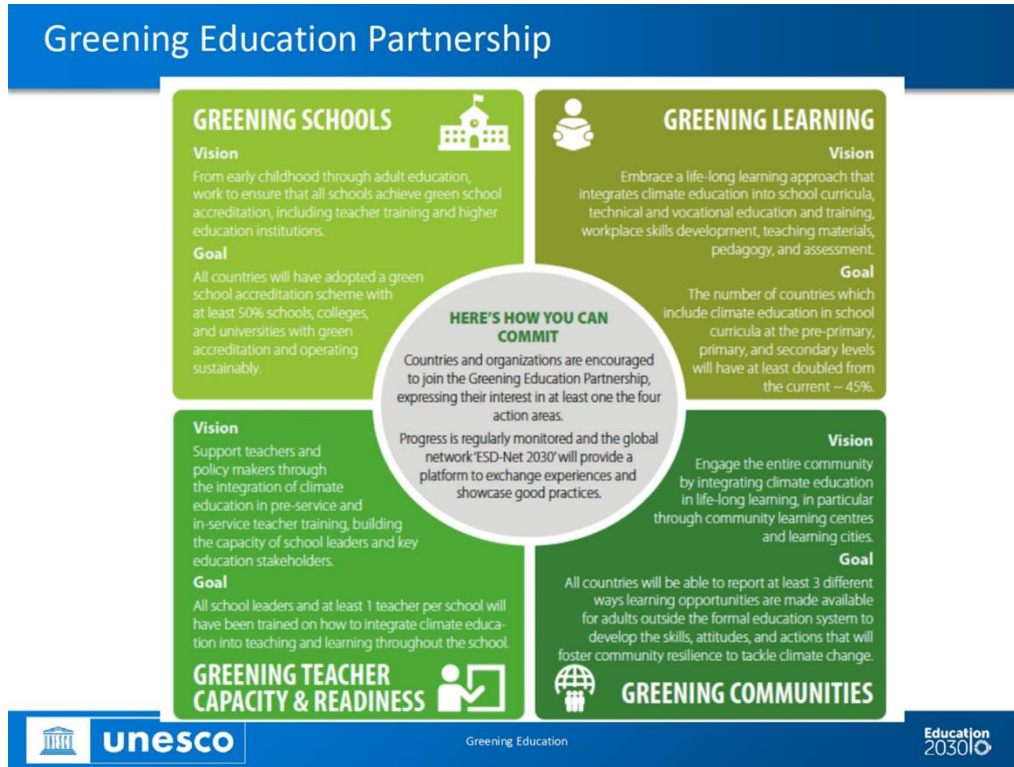 Greening Education Partnership
GREENING SCHOOLS
Vision
From early childhood through adult education,
work to ensure that all schools achieve green school
accreditation, including teacher training and higher
education institutions.
Goal
All countries will have adopted a green
school accreditation scheme with
at least 50% schools, colleges,
and universities with green
accreditation and operating
sustainably.
GREENING LEARNING
Vision
Embrace a life-long learning approach that
integrates climate education into school curricula,
technical and vocational education and training,
workplace skills development, teaching materials,
pedagogy, and assessment.
Goal
The number of countries which
include climate education in school
curricula at the pre-primary,
primary, and secondary levels
will have at least doubled from
the current ~ 45%.
HERE'S HOW YOU CAN
COMMIT
Countries and organizations are encouraged
to join the Greening Education Partnership,
expressing their interest in at least one the four
action areas.
Progress is regularly monitored and the global
network 'ESD-Net 2030' will provide a
platform to exchange experiences and
showcase good practices.
Vision
Support teachers and
policy makers through
the integration of climate
education in pre-service and
in-service teacher training, building
the capacity of school leaders and key
education stakeholders.
Goal
All school leaders and at least 1 teacher per school will
have been trained on how to integrate climate educa-
tion into teaching and learning throughout the school.
GREENING TEACHER
CAPACITY & READINESS
Vision
Engage the entire community
by integrating climate education
in life-long learning, in particular
through community learning centres
and learning cities.
Goal
All countries will be able to report at least 3 different
ways learning opportunities are made available
for adults outside the formal education system to
develop the skills, attitudes, and actions that will
foster community resilience to tackle climate change.
GREENING COMMUNITIES
unesco
Greening Education
Education
2030